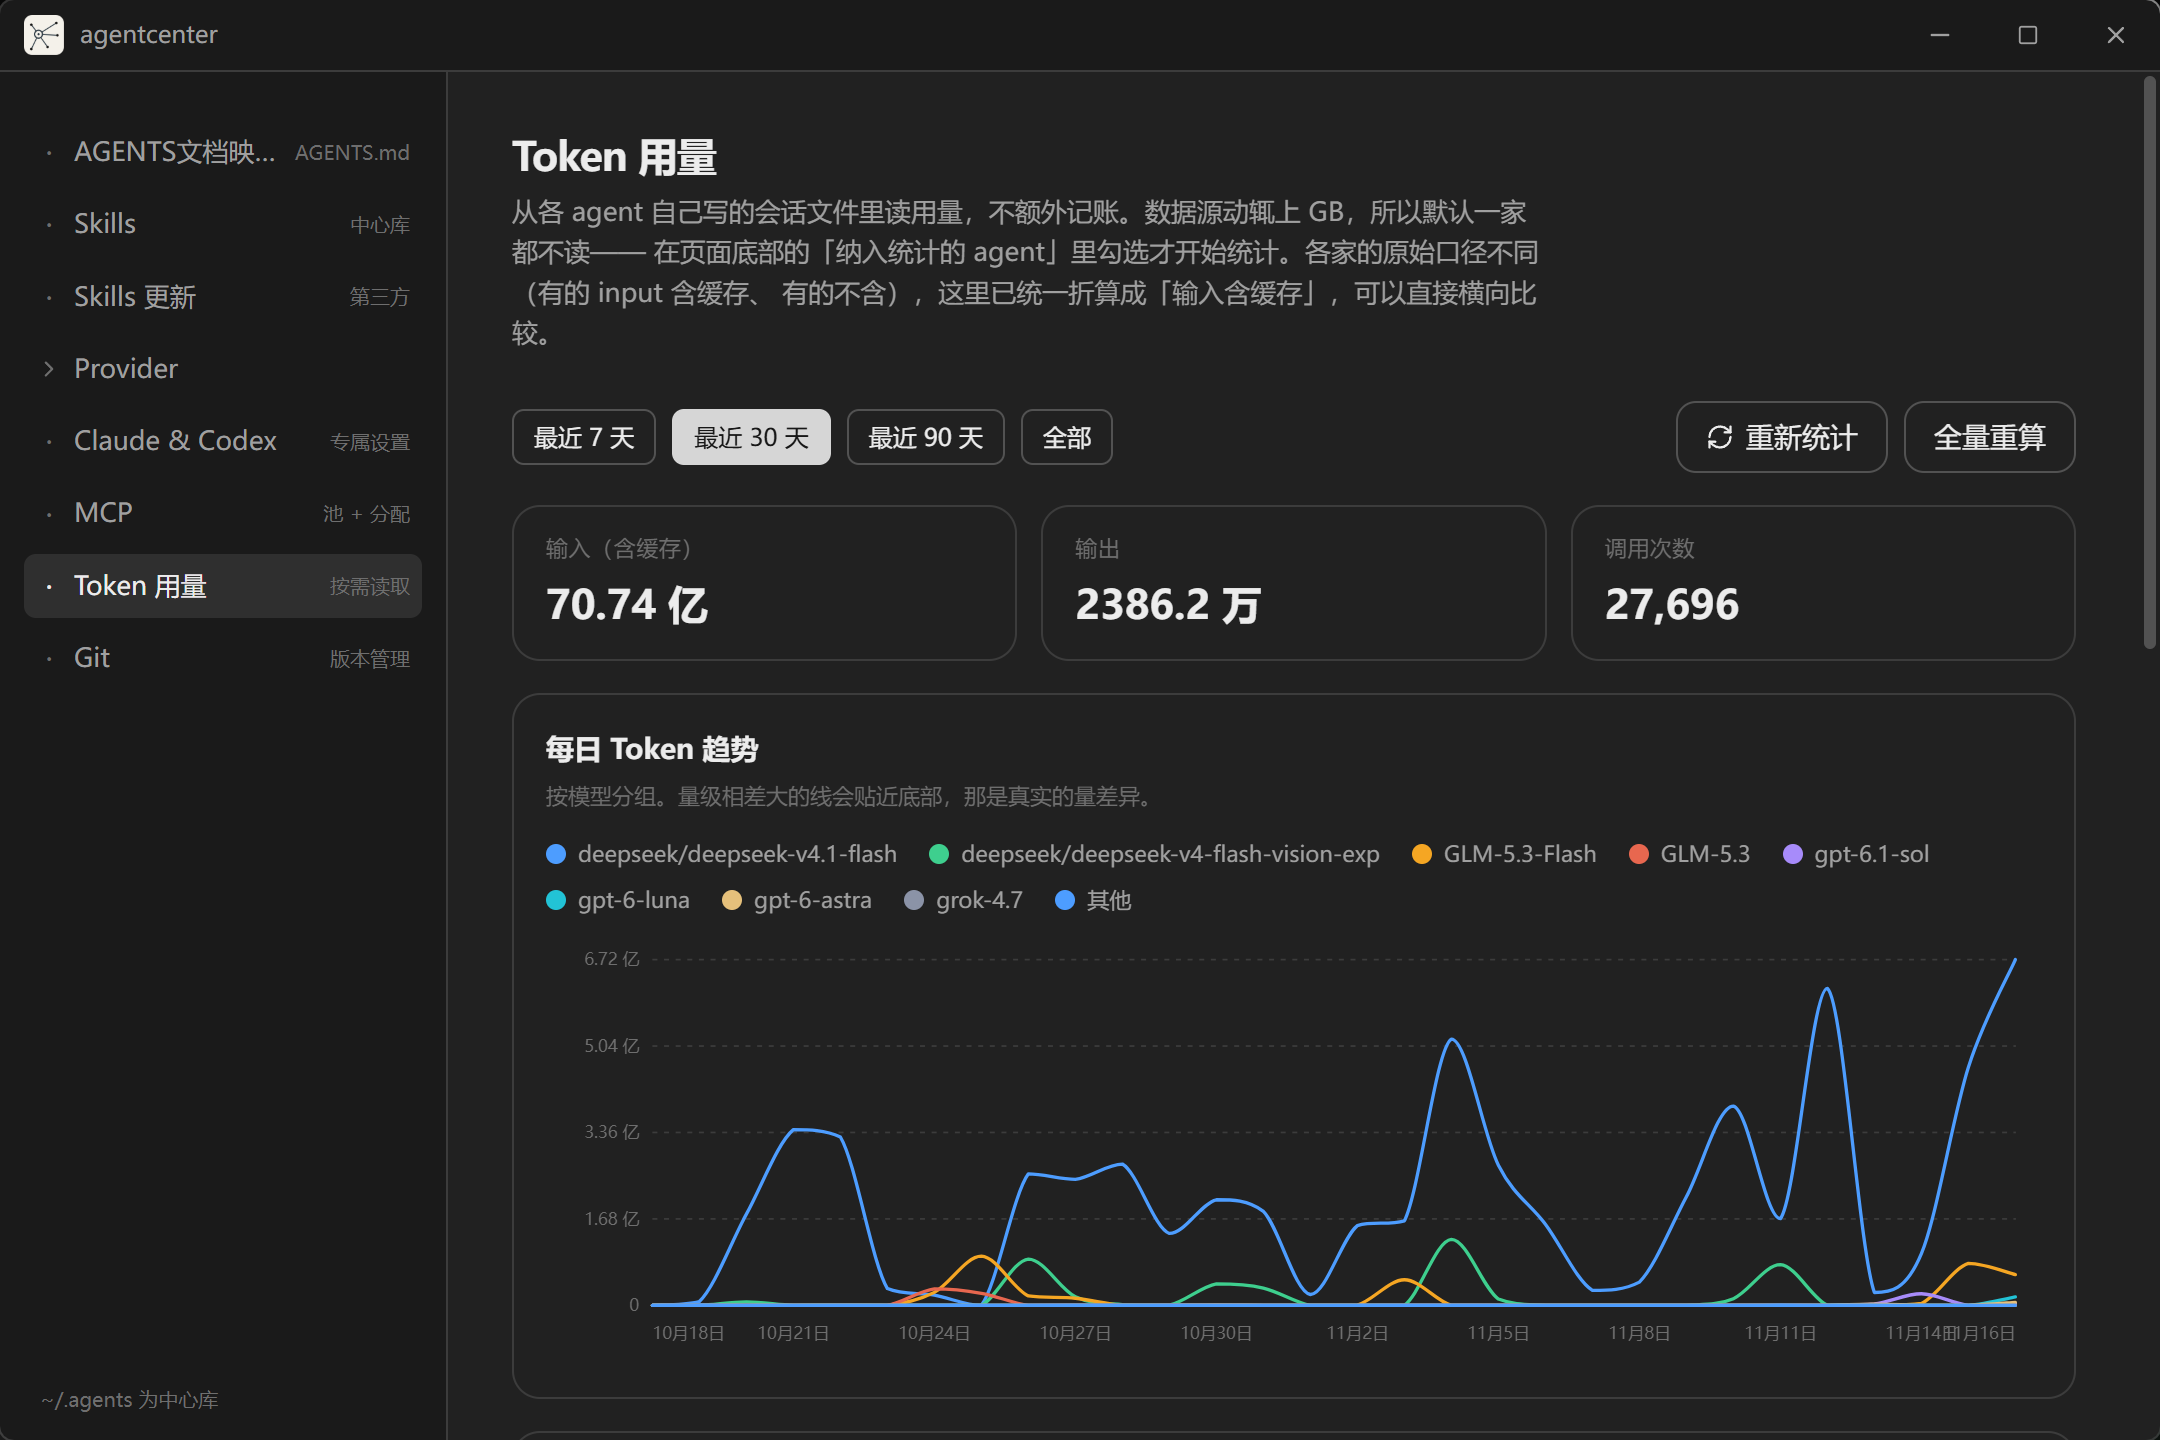 agentcenter
AGENTS文档映... AGENTS.md
Skills 中心库
Skills 更新 第三方
Provider
Claude & Codex 专属设置
MCP 池 + 分配
Token 用量 按需读取
Git 版本管理
~/.agents 为中心库
Token 用量
从各 agent 自己写的会话文件里读用量，不额外记账。数据源动辄上 GB，所以默认一家
都不读—— 在页面底部的「纳入统计的 agent」里勾选才开始统计。各家的原始口径不同
（有的 input 含缓存、 有的不含），这里已统一折算成「输入含缓存」，可以直接横向比
较。
最近 7 天 最近 30 天 最近 90 天 全部 重新统计 全量重算
输入（含缓存） 输出 调用次数
70.74 亿 2386.2 万 27,696
每日 Token 趋势
按模型分组。量级相差大的线会贴近底部，那是真实的量差异。
deepseek/deepseek-v4.1-flash deepseek/deepseek-v4-flash-vision-exp GLM-5.3-Flash GLM-5.3 gpt-6.1-sol
gpt-6-luna gpt-6-astra grok-4.7 其他
6.72 亿
5.04 亿
3.36 亿
1.68 亿
0
10月18日 10月21日 10月24日 10月27日 10月30日 11月2日 11月5日 11月8日 11月11日 11月14日 11月16日